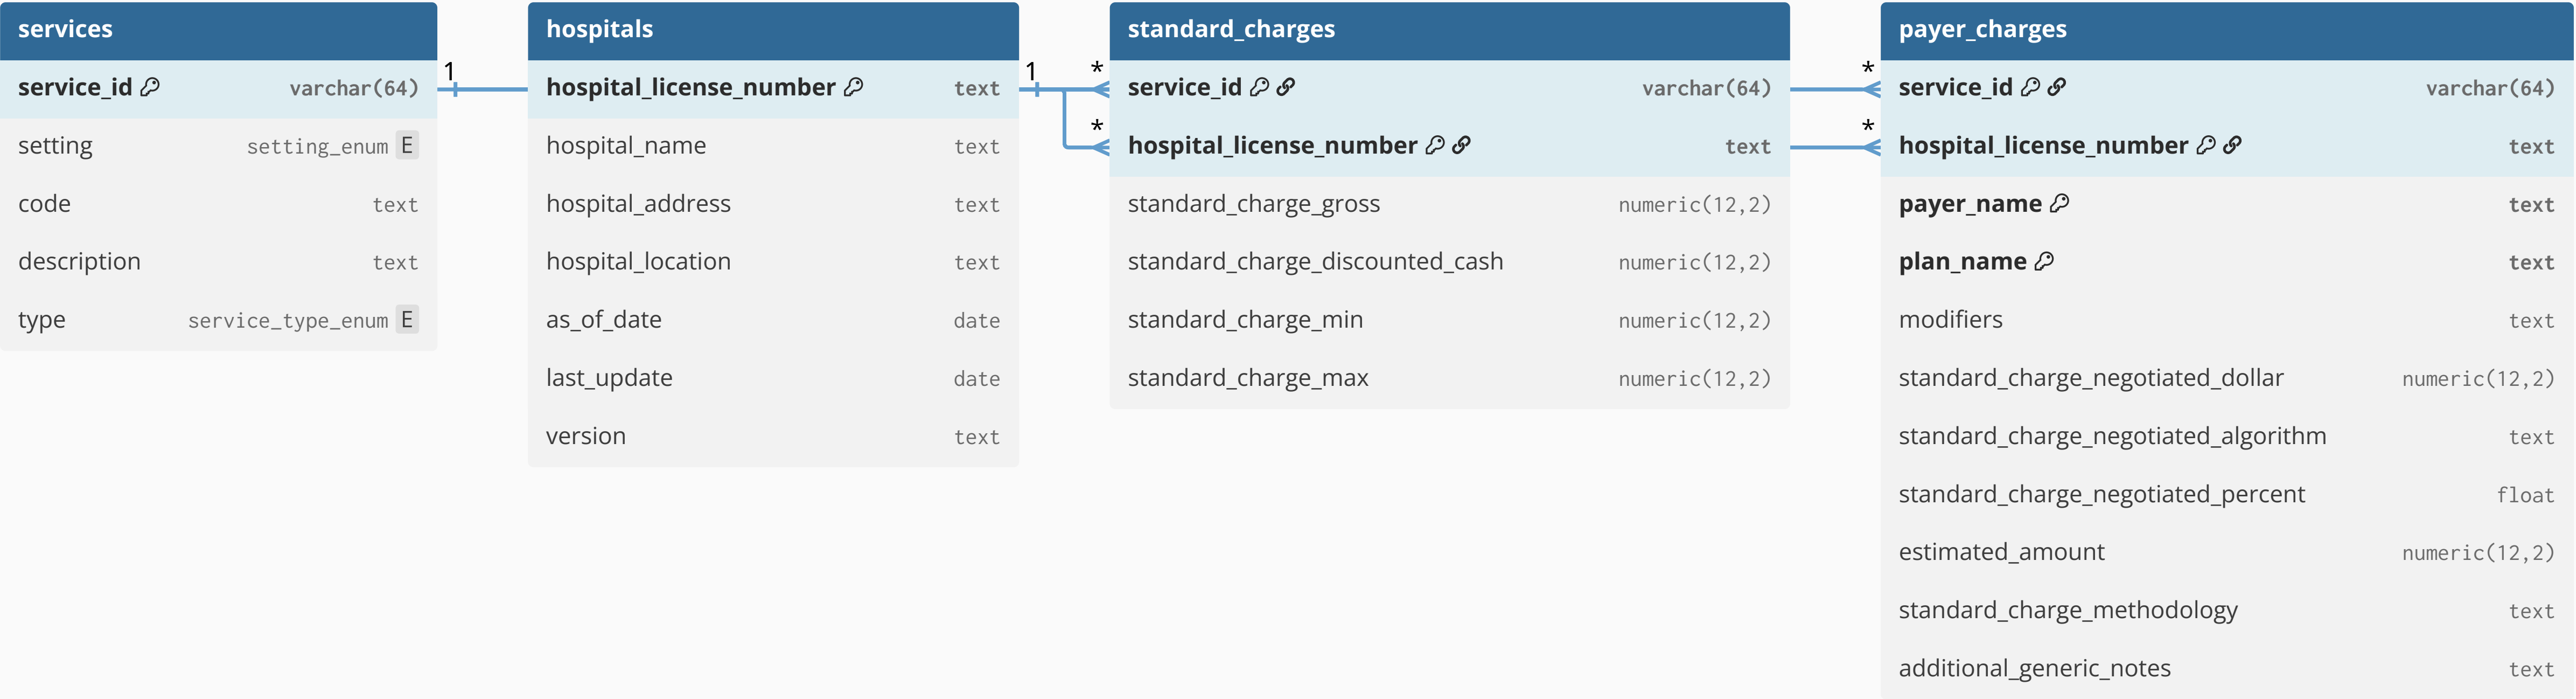 services
service_id varchar(64)
setting setting_enum E
code text
description text
type service_type_enum E
1
hospitals
hospital_license_number text
hospital_name text
hospital_address text
hospital_location text
as_of_date date
last_update date
version text
1
*
*
standard_charges
service_id varchar(64)
hospital_license_number text
standard_charge_gross numeric(12,2)
standard_charge_discounted_cash numeric(12,2)
standard_charge_min numeric(12,2)
standard_charge_max numeric(12,2)
*
*
payer_charges
service_id varchar(64)
hospital_license_number text
payer_name text
plan_name text
modifiers text
standard_charge_negotiated_dollar numeric(12,2)
standard_charge_negotiated_algorithm text
standard_charge_negotiated_percent float
estimated_amount numeric(12,2)
standard_charge_methodology text
additional_generic_notes text